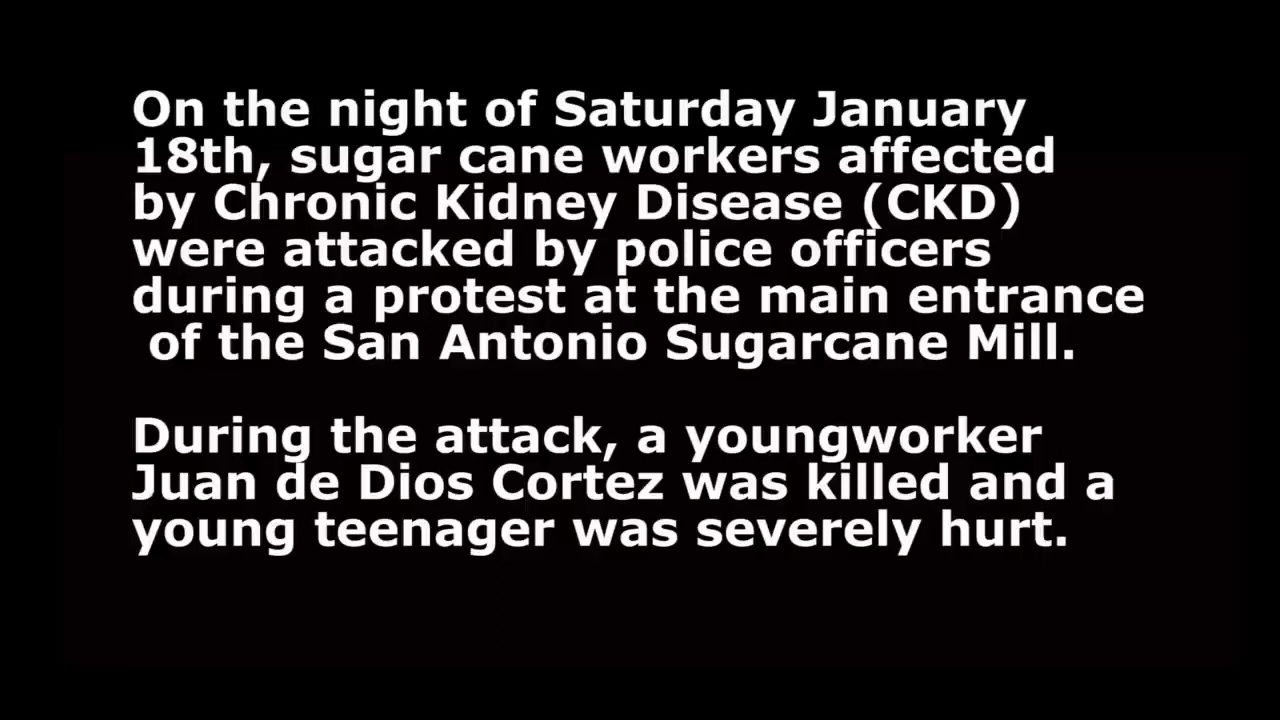 On the night of Saturday January
18th, sugar cane workers affected
by Chronic Kidney Disease (CKD)
were attacked by police officers
during a protest at the main entrance
of the San Antonio Sugarcane Mill.
During the attack, a youngworker
Juan de Dios Cortez was killed and a
young teenager was severely hurt.